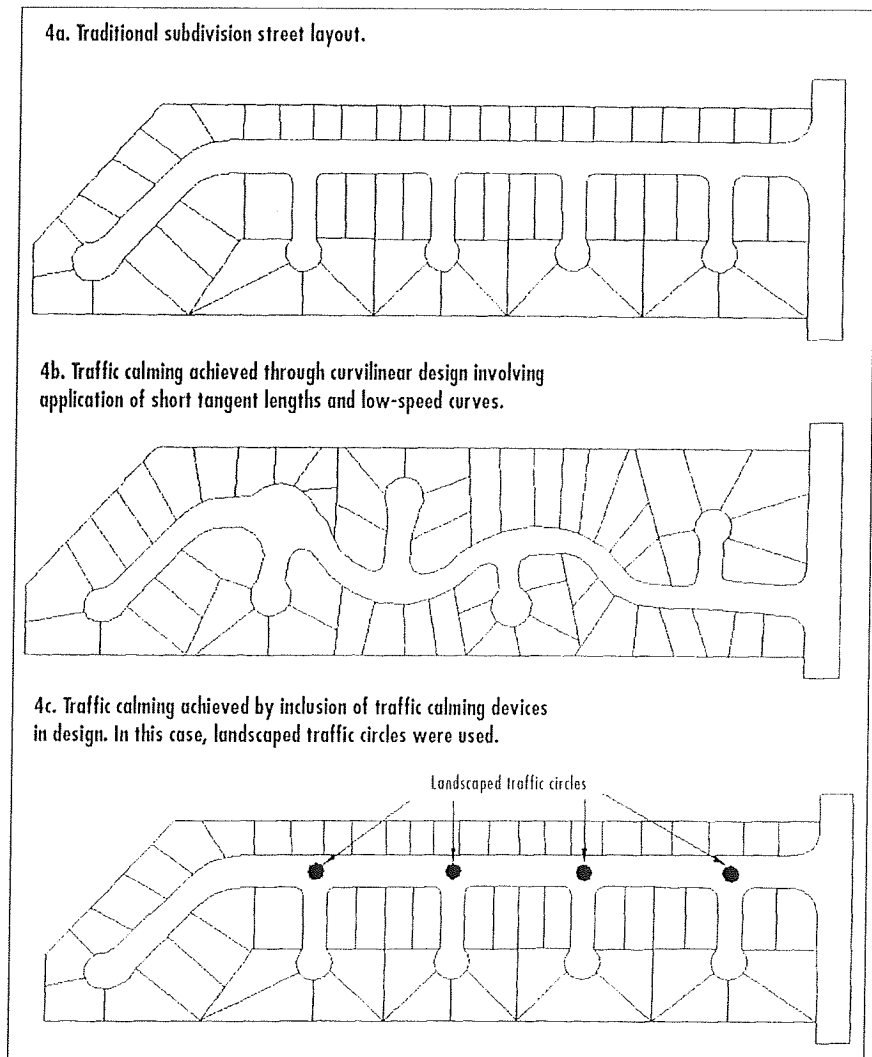 4a. Traditional subdivision street layout.
4b. Traffic calming achieved through curvilinear design involving
application of short tangent lengths and low-speed curves.
4c. Traffic calming achieved by inclusion of traffic calming devices
in design. In this case, landscaped traffic circles were used.
Landscaped traffic circles